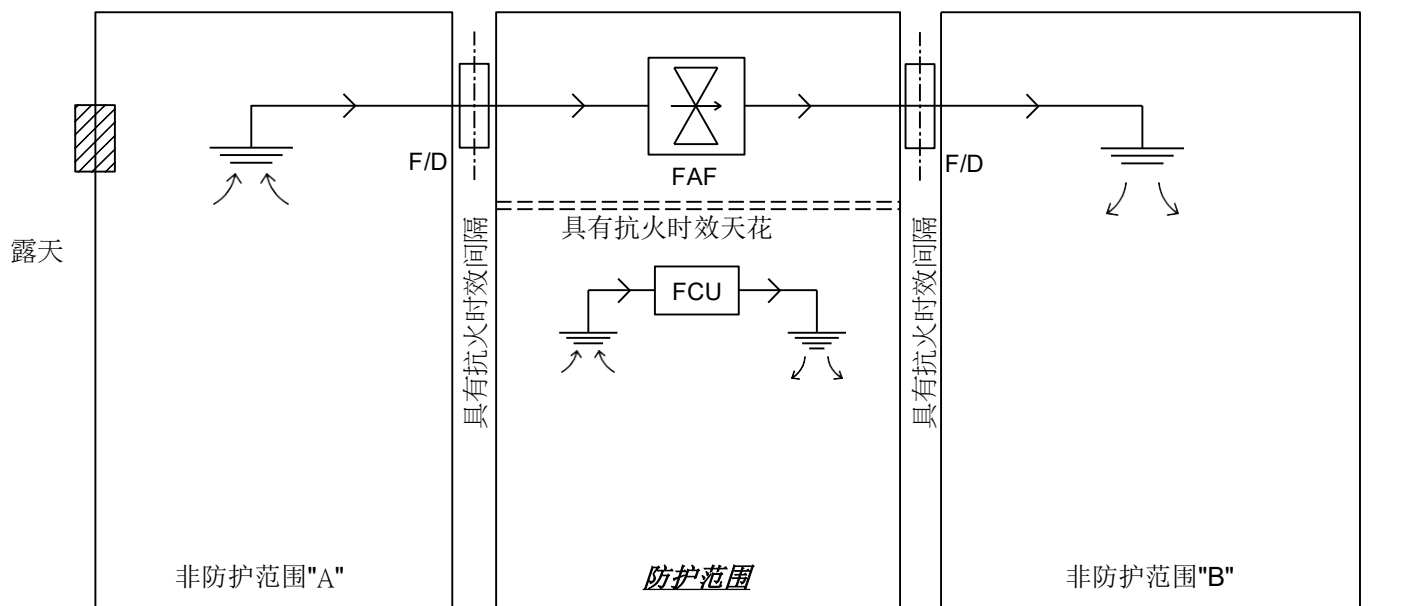 F/D
FAF
F/D
具有抗火时效天花
露天
具有抗火时效间隔
FCU
具有抗火时效间隔
非防护范围"A"
防护范围
非防护范围"B"